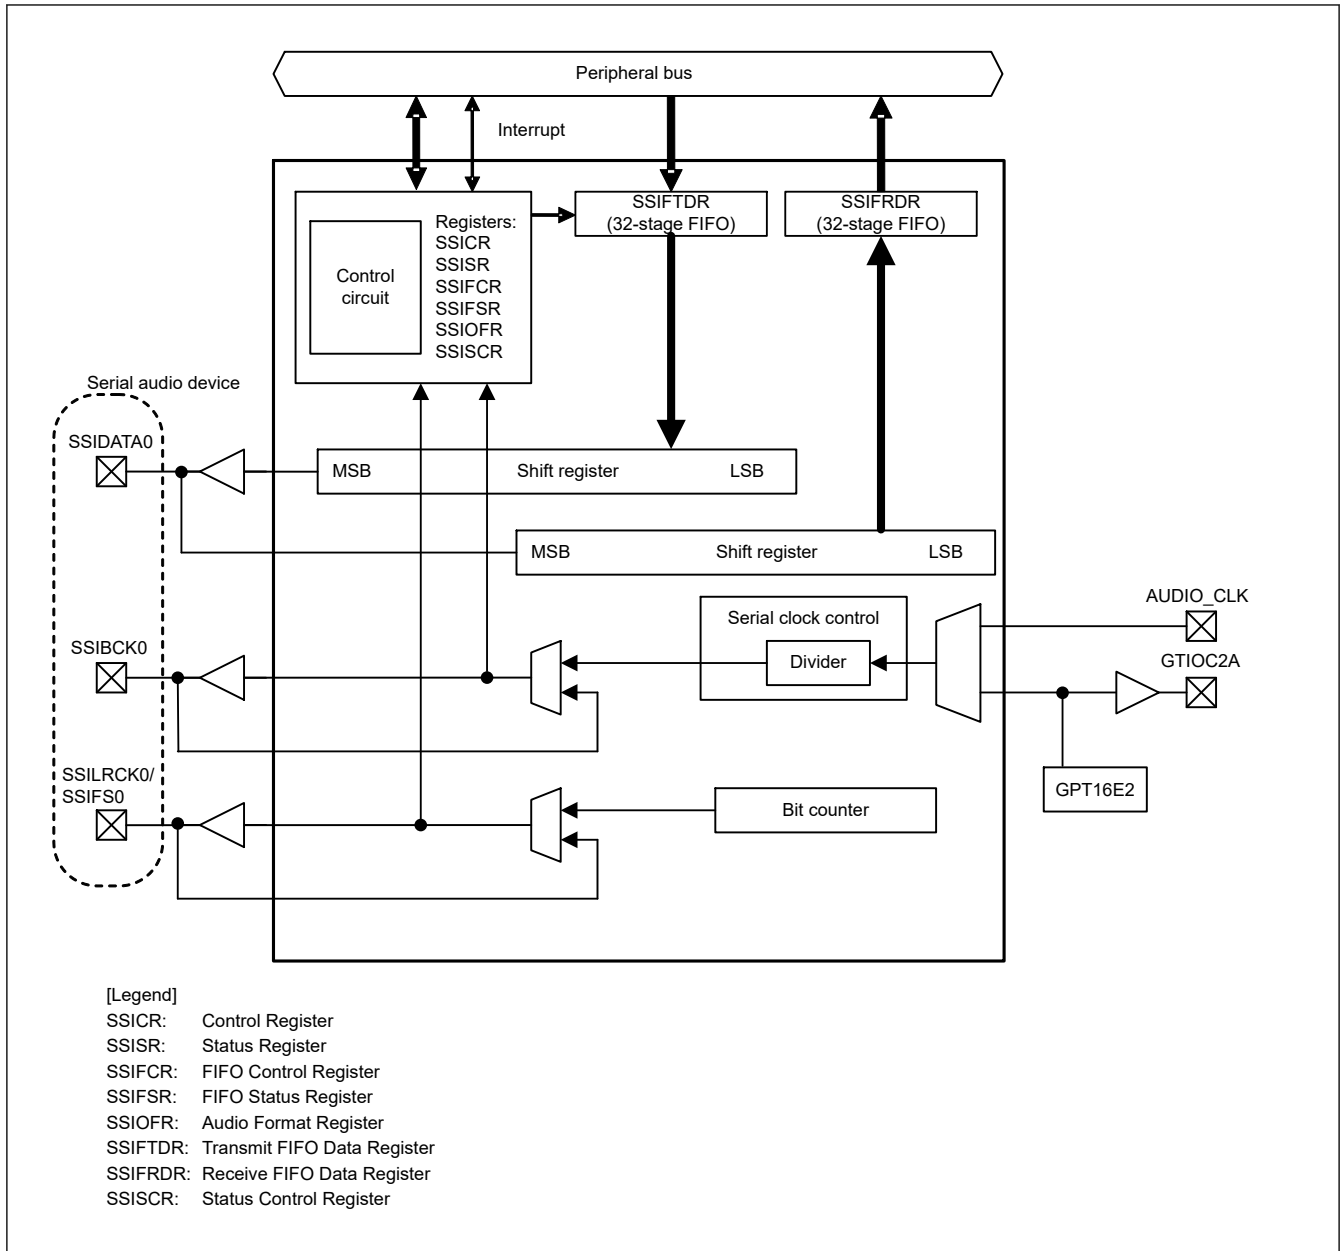 Peripheral bus
Interrupt
Registers:
SSICR
SSISR
SSIFCR
SSIFSR
SSIOFR
SSISCR
Control
circuit
SSIFTDR
(32-stage FIFO)
SSIFRDR
(32-stage FIFO)
Serial audio device
SSIDATA0
MSB Shift register LSB
MSB Shift register LSB
SSIBCK0
Serial clock control
Divider
AUDIO_CLK
GTIOC2A
GPT16E2
SSILRCK0/
SSIFS0
Bit counter
[Legend]
SSICR: Control Register
SSISR: Status Register
SSIFCR: FIFO Control Register
SSIFSR: FIFO Status Register
SSIOFR: Audio Format Register
SSIFTDR: Transmit FIFO Data Register
SSIFRDR: Receive FIFO Data Register
SSISCR: Status Control Register